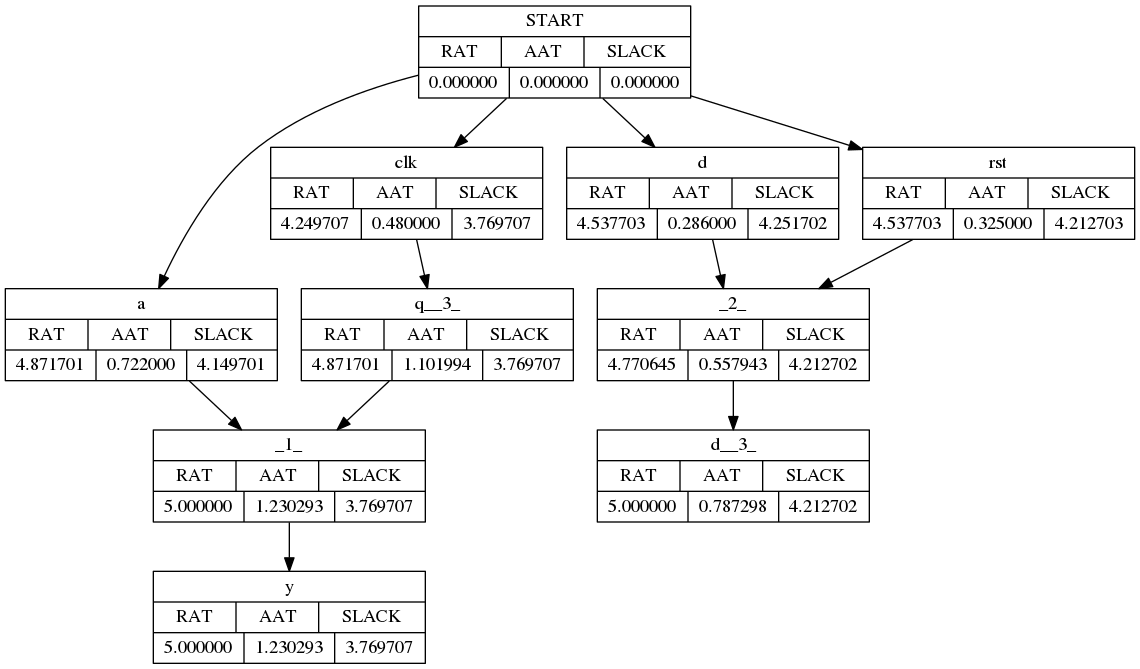 START
RAT AAT SLACK
0.000000 0.000000 0.000000
clk
RAT AAT SLACK
4.249707 0.480000 3.769707
d
RAT AAT SLACK
4.537703 0.286000 4.251702
rst
RAT AAT SLACK
4.537703 0.325000 4.212703
a
RAT AAT SLACK
4.871701 0.722000 4.149701
q__3_
RAT AAT SLACK
4.871701 1.101994 3.769707
_2_
RAT AAT SLACK
4.770645 0.557943 4.212702
_1_
RAT AAT SLACK
5.000000 1.230293 3.769707
d__3_
RAT AAT SLACK
5.000000 0.787298 4.212702
y
RAT AAT SLACK
5.000000 1.230293 3.769707